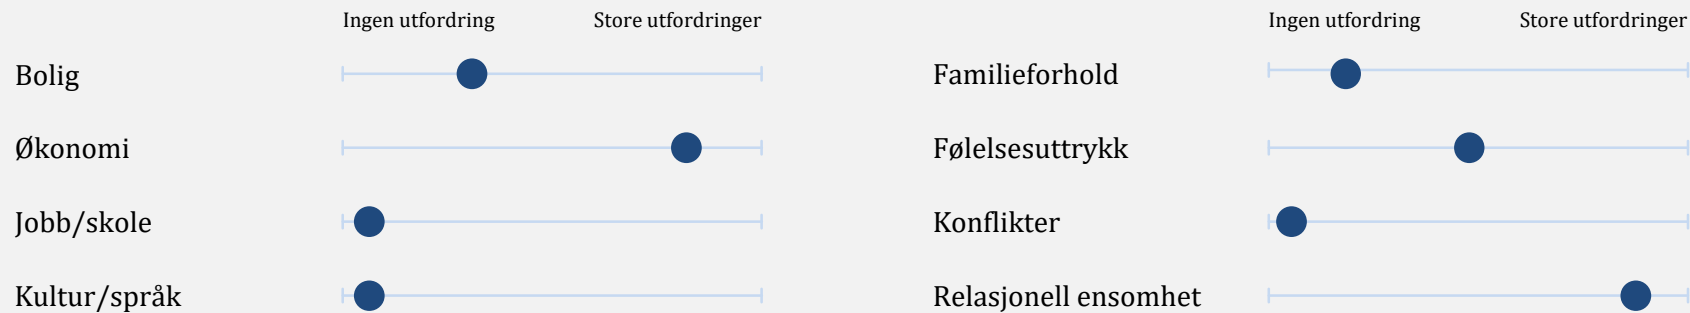 Ingen utfordring Store utfordringer
Bolig
Økonomi
Jobb/skole
Kultur/språk
Ingen utfordring Store utfordringer
Familieforhold
Følelsesuttrykk
Konflikter
Relasjonell ensomhet